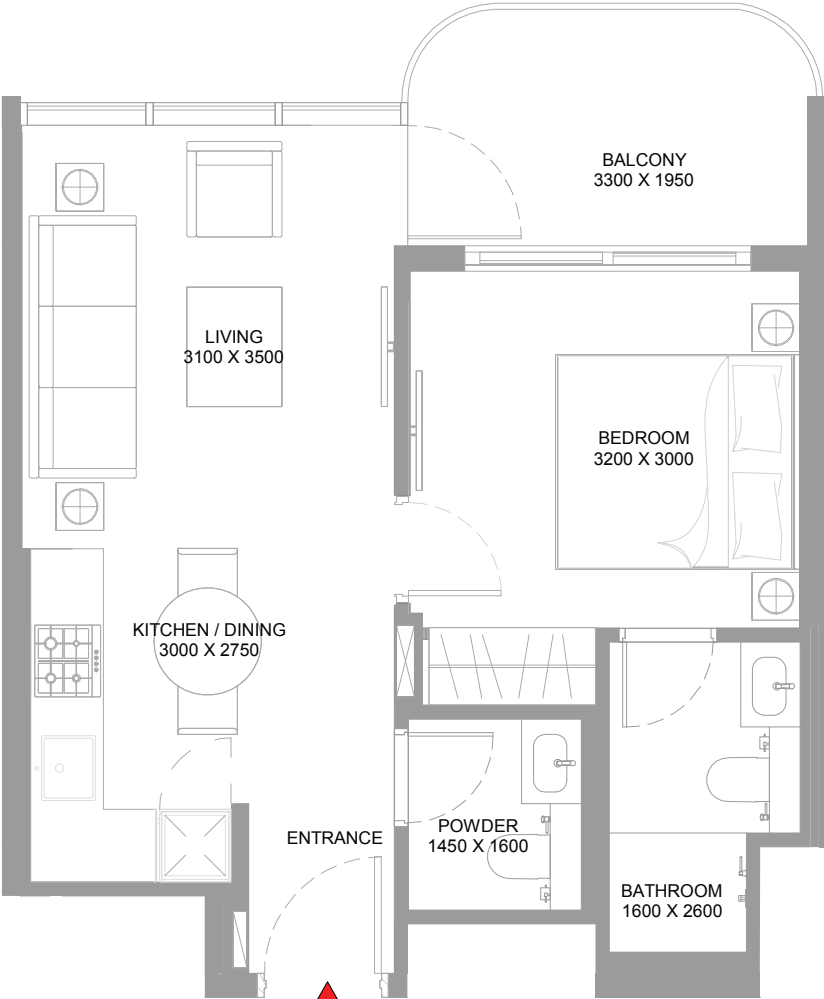 BALCONY
3300 X 1950
LIVING
3100 X 3500
BEDROOM
3200 X 3000
KITCHEN / DINING
3000 X 2750
ENTRANCE
POWDER
1450 X 1600
BATHROOM
1600 X 2600